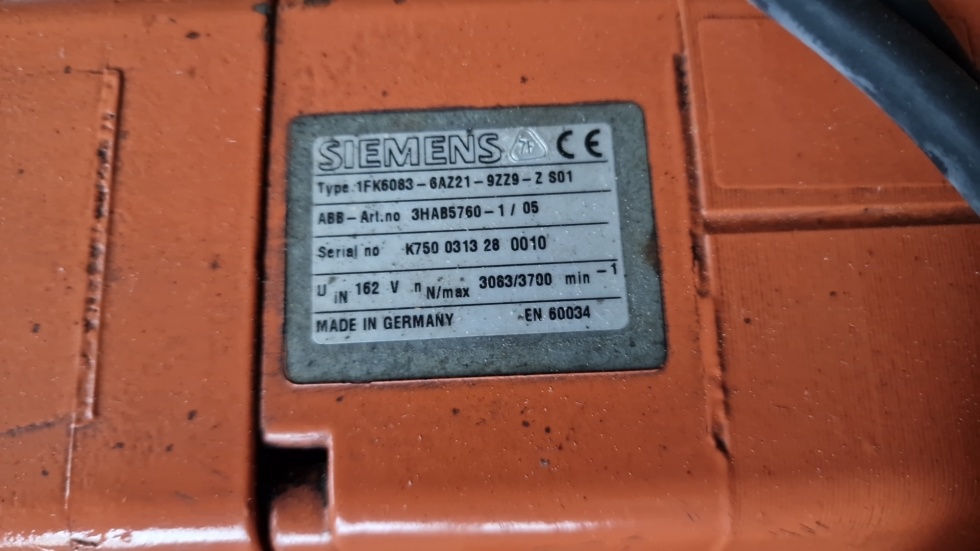 SIEMENS CE
Type 1FK6083-6AZ21-9ZZ9-Z S01
ABB-Art.no 3HAB5760-1 / 05
Serial no K750 0313 28 0010
U IN 162 V n N/max 3063/3700 min -1
MADE IN GERMANY EN 60034